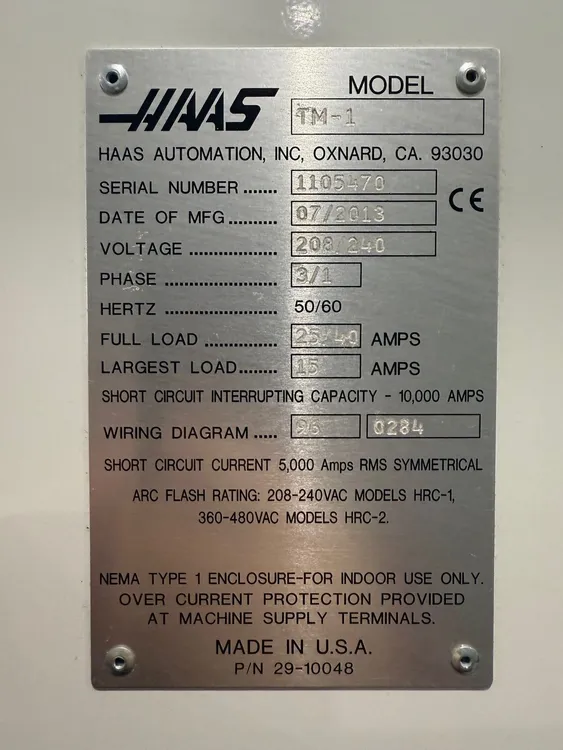 HAAS
MODEL
TM-1
HAAS AUTOMATION, INC, OXNARD, CA. 93030
SERIAL NUMBER ....... 1105470
CE
DATE OF MFG ......... 07/2013
VOLTAGE ................ 208/240
PHASE ..................... 3/1
HERTZ ..................... 50/60
FULL LOAD .............. 25/40 AMPS
LARGEST LOAD........ 15 AMPS
SHORT CIRCUIT INTERRUPTING CAPACITY - 10,000 AMPS
WIRING DIAGRAM ..... 96 0284
SHORT CIRCUIT CURRENT 5,000 Amps RMS SYMMETRICAL
ARC FLASH RATING: 208-240VAC MODELS HRC-1,
360-480VAC MODELS HRC-2.
NEMA TYPE 1 ENCLOSURE-FOR INDOOR USE ONLY.
OVER CURRENT PROTECTION PROVIDED
AT MACHINE SUPPLY TERMINALS.
MADE IN U.S.A.
P/N 29-10048